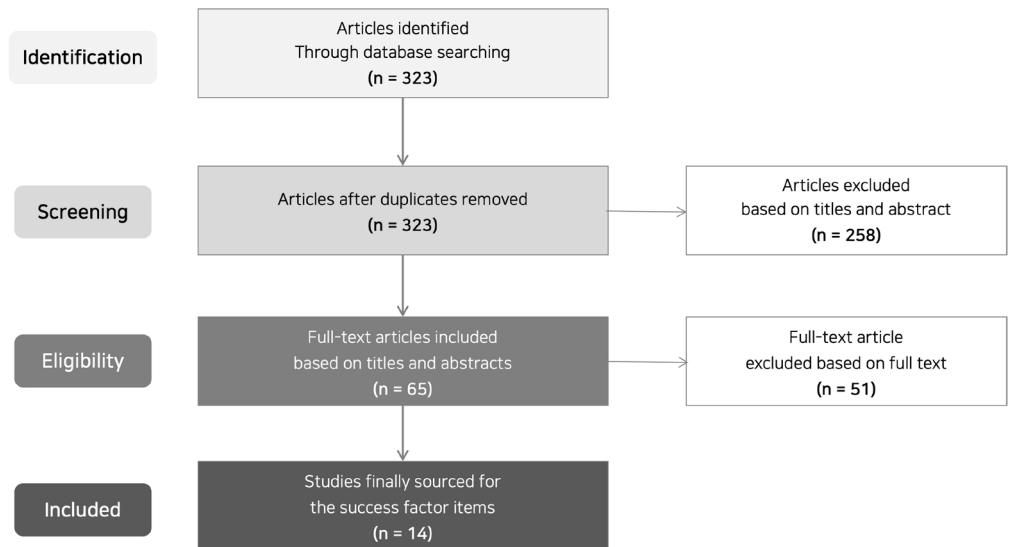 Identification
Articles identified
Through database searching
(n = 323)
Screening
Articles after duplicates removed
(n = 323)
Articles excluded
based on titles and abstract
(n = 258)
Eligibility
Full-text articles included
based on titles and abstracts
(n = 65)
Full-text article
excluded based on full text
(n = 51)
Included
Studies finally sourced for
the success factor items
(n = 14)